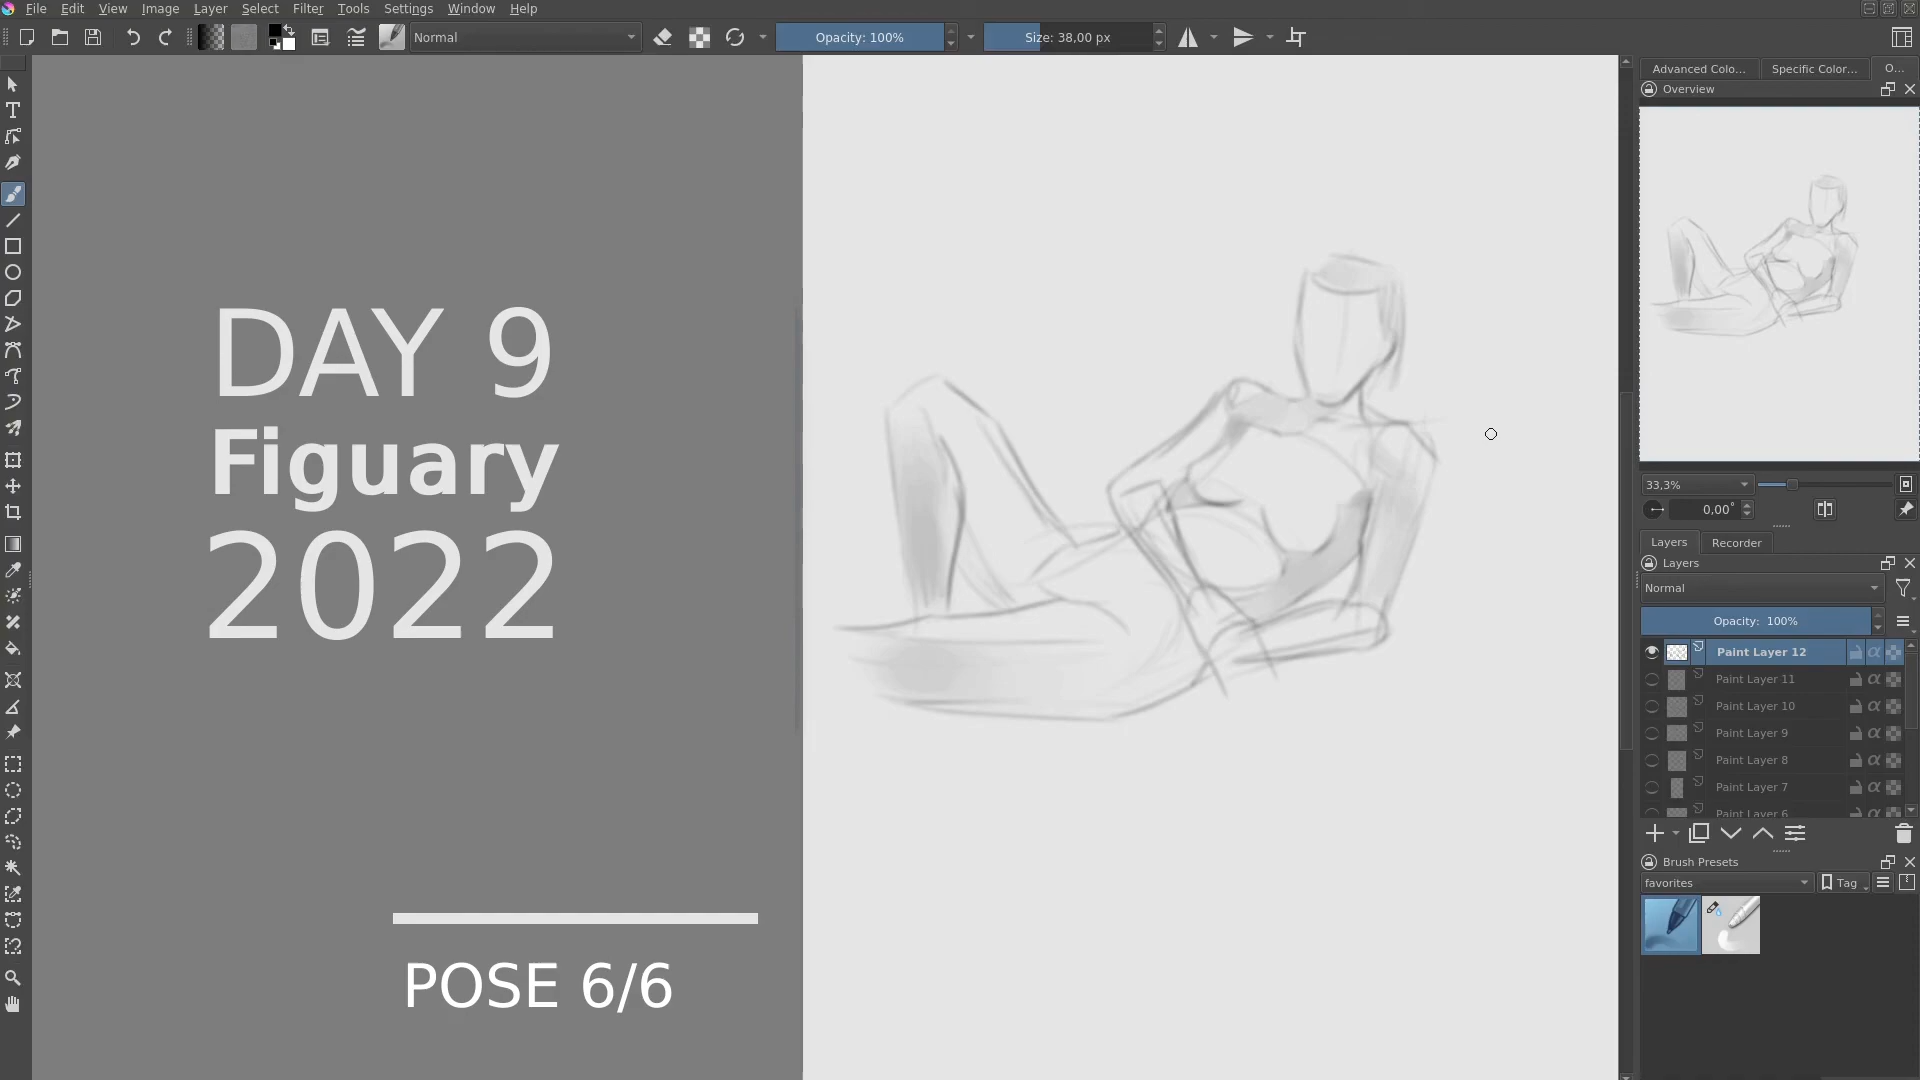 File Edit View Image Layer Select Filter Tools Settings Window Help
Normal
Opacity: 100%
Size: 38,00 px
Advanced Colo...
Specific Color...
O...
Overview
DAY 9
Figuary
2022
POSE 6/6
33,3%
0,00°
Layers
Recorder
Layers
Normal
Opacity: 100%
Paint Layer 12
Paint Layer 11
Paint Layer 10
Paint Layer 9
Paint Layer 8
Paint Layer 7
Paint Layer 6
Brush Presets
favorites
Tag